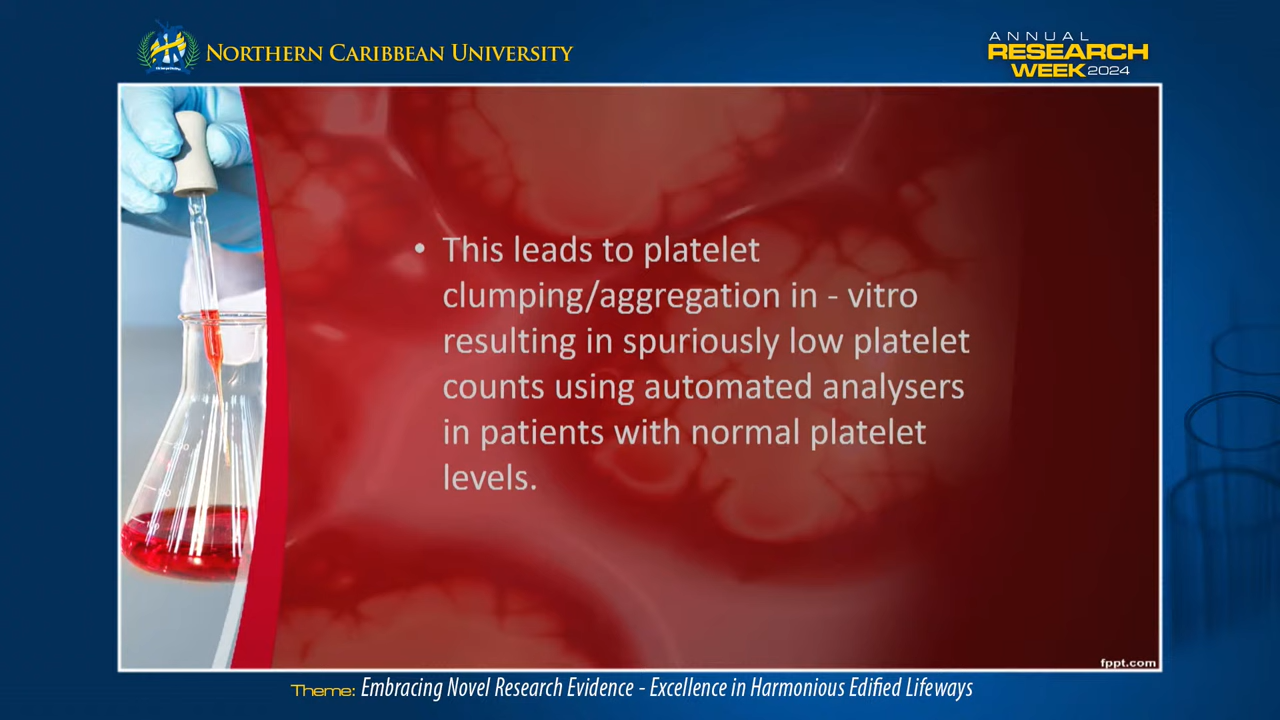 NORTHERN CARIBBEAN UNIVERSITY
ANNUAL
RESEARCH
WEEK 2024
• This leads to platelet
clumping/aggregation in - vitro
resulting in spuriously low platelet
counts using automated analysers
in patients with normal platelet
levels.
fppt.com
Theme: Embracing Novel Research Evidence - Excellence in Harmonious Edified Lifeways